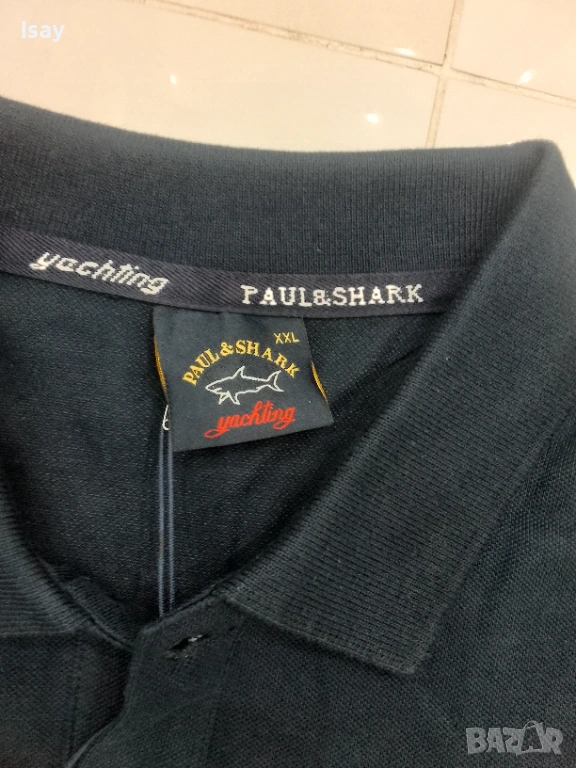 Isay
yachting PAUL&SHARK
XXL
PAUL & SHARK
yachting
BAZAR